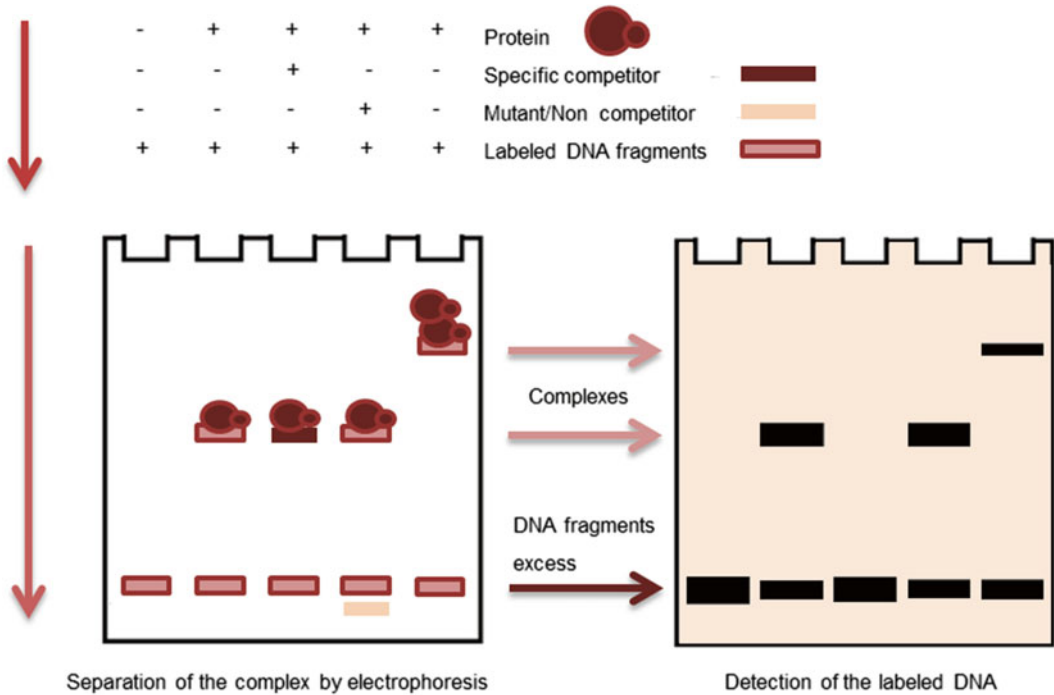 - + + + + Protein
- - + - - Specific competitor
- - - + - Mutant/Non competitor
+ + + + + Labeled DNA fragments
Complexes
DNA fragments
excess
Separation of the complex by electrophoresis
Detection of the labeled DNA